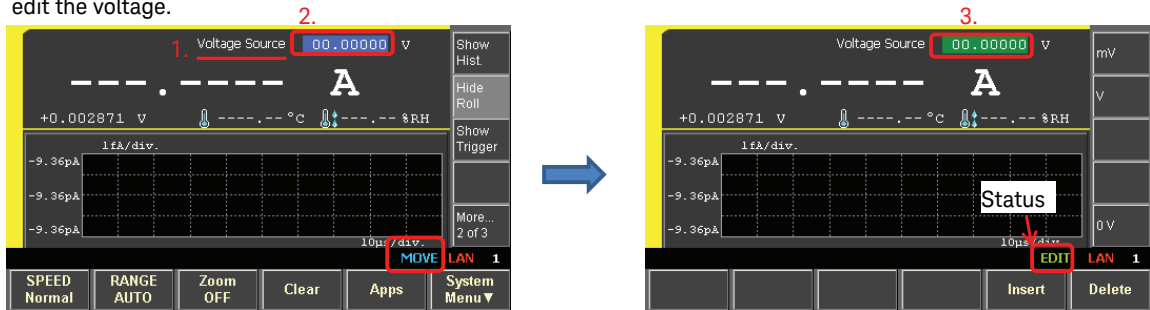 edit the voltage.
2.
1. Voltage Source 00.00000 V
---.---- A
+0.002871 V ----.--°C ---.-- %RH
1fA/div.
-9.36pA
-9.36pA
-9.36pA
10µs/div.
Show Hist.
Hide Roll
Show Trigger
More... 2 of 3
MOVE LAN 1
SPEED Normal
RANGE AUTO
Zoom OFF
Clear
Apps
System Menu▼
3.
Voltage Source 00.00000 V
---.---- A
+0.002871 V ----.--°C ---.-- %RH
1fA/div.
-9.36pA
-9.36pA
-9.36pA
Status
10µs/div.
mV
V
0 V
EDIT LAN 1
Insert
Delete